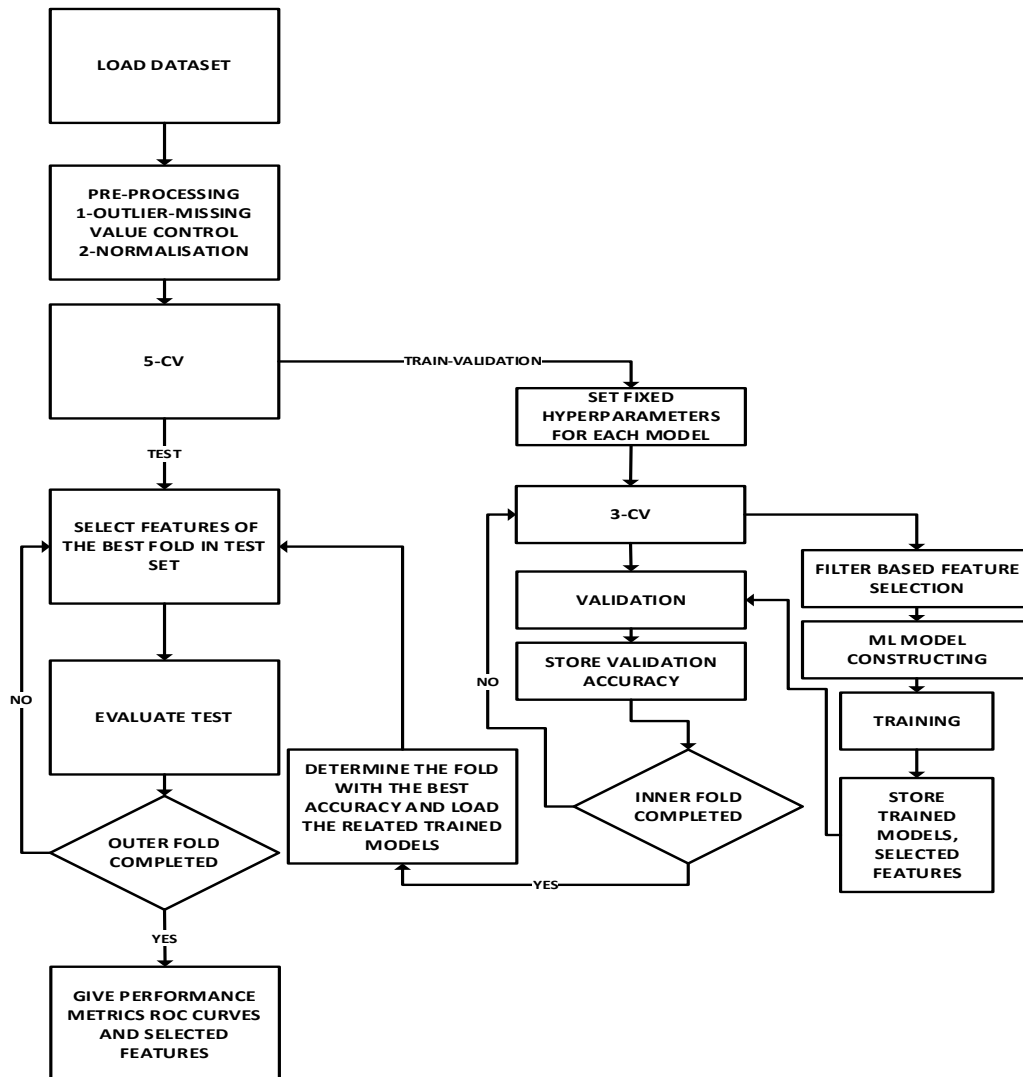 LOAD DATASET
PRE-PROCESSING
1-OUTLIER-MISSING
VALUE CONTROL
2-NORMALISATION
5-CV
TRAIN-VALIDATION
SET FIXED
HYPERPARAMETERS
FOR EACH MODEL
TEST
SELECT FEATURES OF
THE BEST FOLD IN TEST
SET
3-CV
FILTER BASED FEATURE
SELECTION
VALIDATION
ML MODEL
CONSTRUCTING
STORE VALIDATION
ACCURACY
NO
TRAINING
NO
EVALUATE TEST
DETERMINE THE FOLD
WITH THE BEST
ACCURACY AND LOAD
THE RELATED TRAINED
MODELS
INNER FOLD
COMPLETED
STORE
TRAINED
MODELS,
SELECTED
FEATURES
OUTER FOLD
COMPLETED
YES
YES
GIVE PERFORMANCE
METRICS ROC CURVES
AND SELECTED
FEATURES